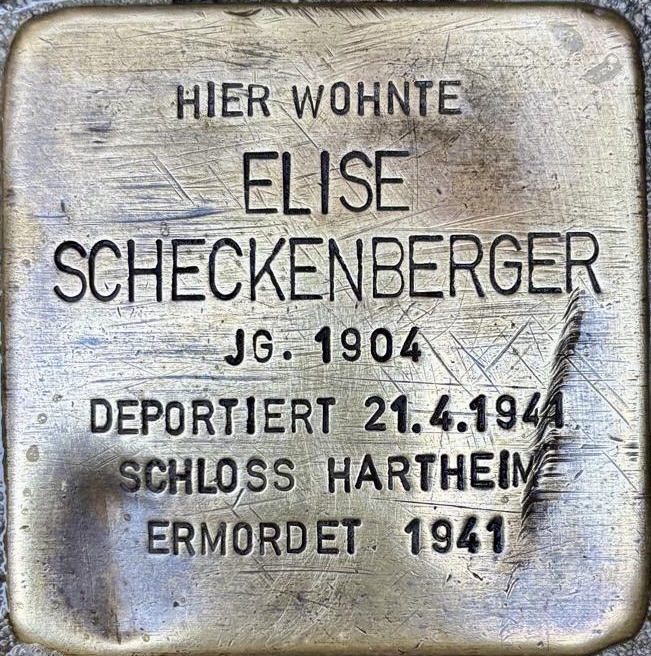 HIER WOHNTE
ELISE
SCHECKENBERGER
JG. 1904
DEPORTIERT 21.4.1941
SCHLOSS HARTHEIM
ERMORDET 1941